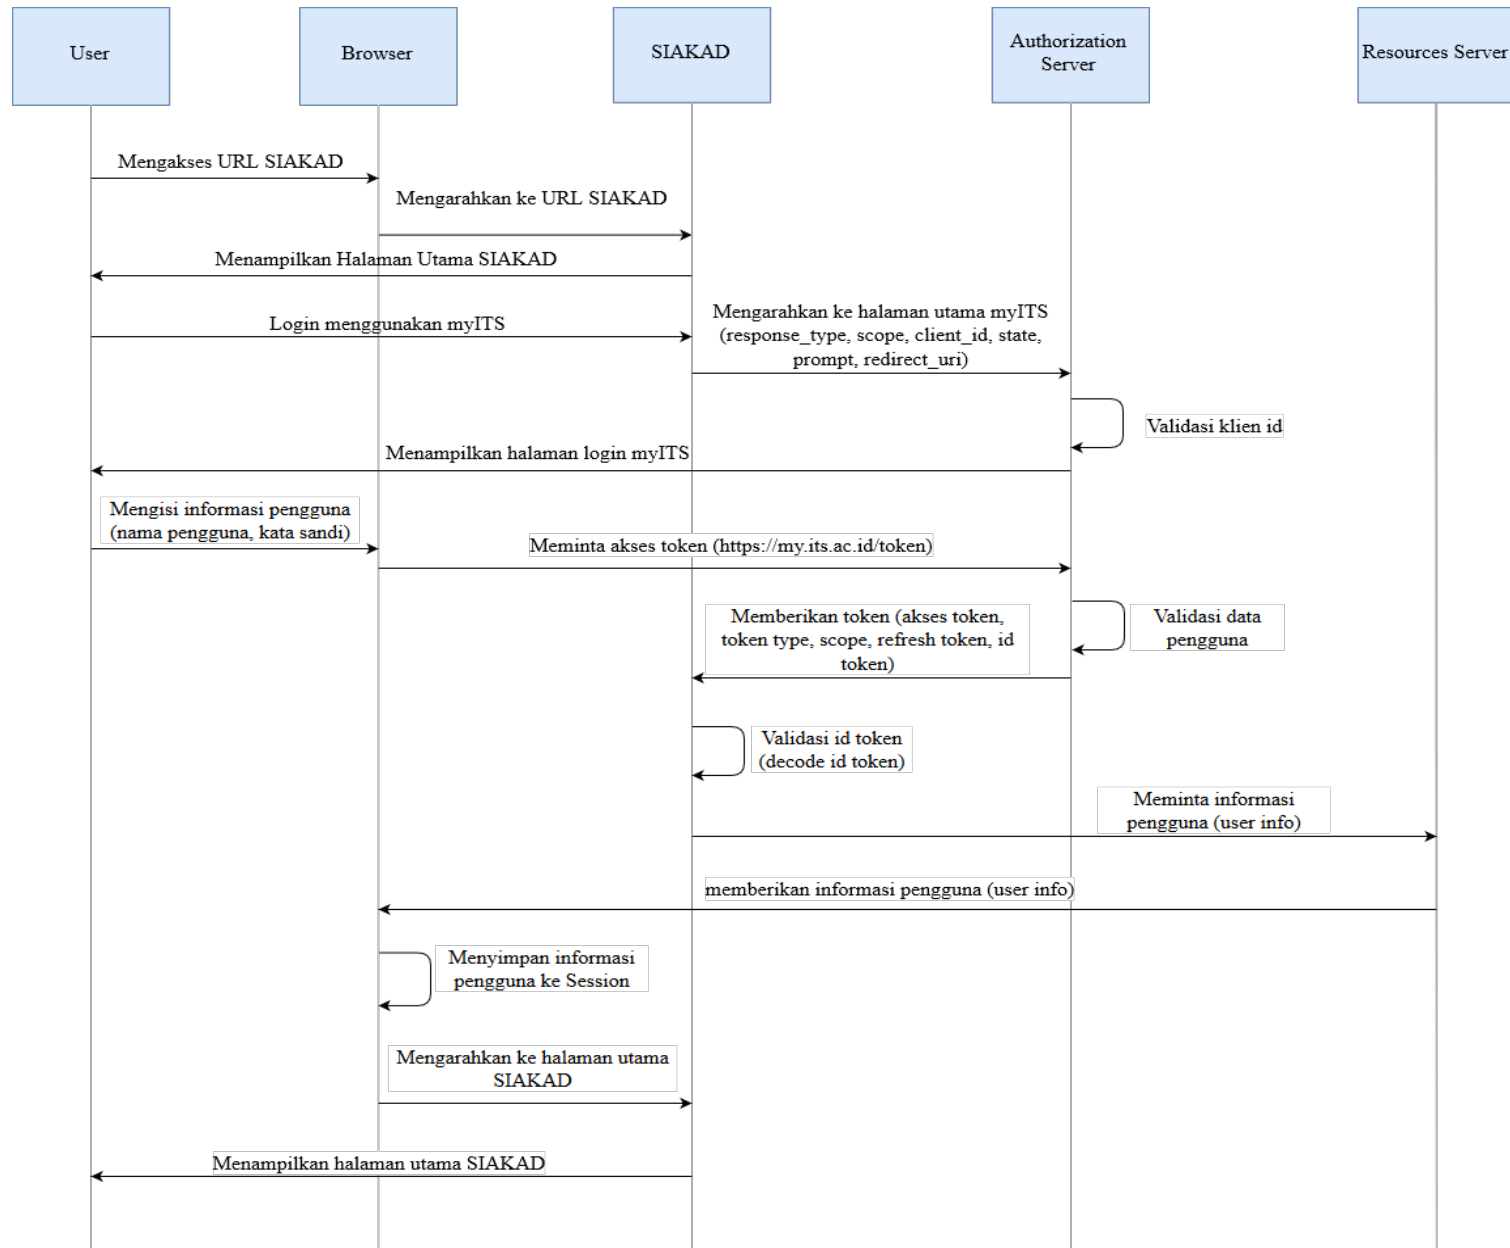 User
Browser
SIAKAD
Authorization
Server
Resources Server
Mengakses URL SIAKAD
Mengarahkan ke URL SIAKAD
Menampilkan Halaman Utama SIAKAD
Login menggunakan myITS
Mengarahkan ke halaman utama myITS
(response_type, scope, client_id, state,
prompt, redirect_uri)
Validasi klien id
Menampilkan halaman login myITS
Mengisi informasi pengguna
(nama pengguna, kata sandi)
Meminta akses token (https://my.its.ac.id/token)
Validasi data
pengguna
Memberikan token (akses token,
token type, scope, refresh token, id
token)
Validasi id token
(decode id token)
Meminta informasi
pengguna (user info)
memberikan informasi pengguna (user info)
Menyimpan informasi
pengguna ke Session
Mengarahkan ke halaman utama
SIAKAD
Menampilkan halaman utama SIAKAD